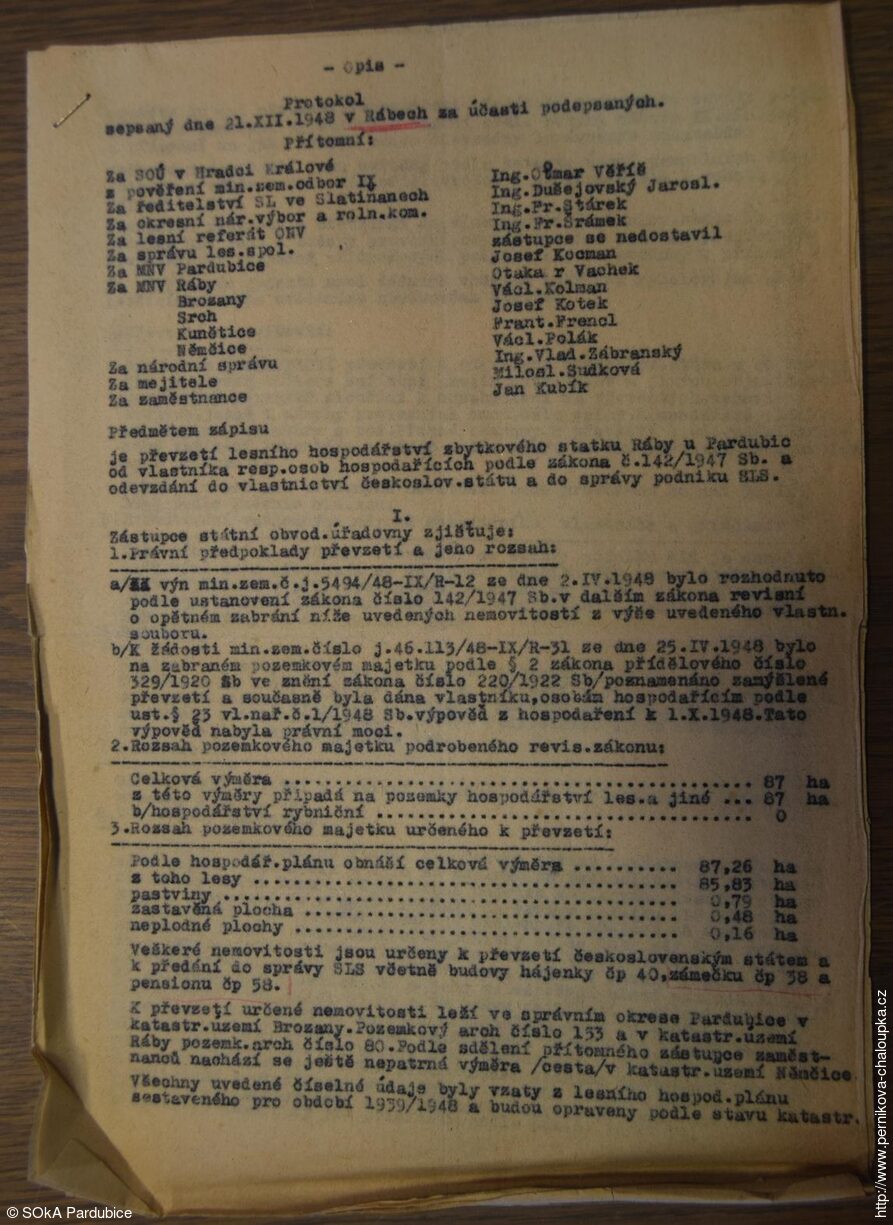 - Opis -
Protokol
sepsaný dne 21.XII.1948 v Rábech za účasti podepsaných.
Přítomni:
Za SOÚ v Hradci Králové Ing.Otmar Věříš
z pověření min.zem.odbor IX Ing.Dušejovský Jarosl.
Za ředitelství SL ve Slatinanech Ing.Fr.Stárek
Za okresní nár.výbor a roln.kom. Ing.Fr.Šrámek
Za lesní referát ONV zástupce se nedostavil
Za správu les.spol. Josef Kocman
Za MNV Pardubice Otaka r Vachek
Za MNV Ráby Václ.Kolman
Brozany Josef Kotek
Srch Frant.Frencl
Kunětice Václ.Polák
Němčice Ing.Vlad.Zábranský
Za národní správu Milosl.Sudková
Za mejitele Jan Kubík
Za zaměstnance
Předmětem zápisu
je převzetí lesního hospodářství zbytkového statku Ráby u Pardubic
od vlastníka resp.osob hospodařících podle zákona č.142/1947 Sb. a
odevzdání do vlastnictví českoslov.státu a do správy podniku SLS.
I.
Zástupce státní obvod.úřadovny zjištuje:
1.Právní předpoklady převzetí a jeno rozsah:
a/ výn min.zem.č.j.5494/48-IX/R-12 ze dne 2.IV.1948 bylo rozhodnuto
podle ustanovení zákona číslo 142/1947 Sb.v dalším zákona revisní
o opětném zabrání níže uvedených nemovitostí z výše uvedeného vlastn.
souboru.
b/K žádosti min.zem.číslo j.46.113/48-IX/R-31 ze dne 25.IV.1948 bylo
na zabraném pozemkovém majetku podle § 2 zákona přídělového číslo
329/1920 Sb ve znění zákona číslo 220/1922 Sb/poznamenáno zamýšlené
převzetí a současně byla dána vlastníku,osobám hospodařícím podle
ust.§ 23 vl.nař.č.1/1948 Sb.výpověd z hospodaření k 1.X.1948.Tato
výpověd nabyla právní moci.
2.Rozsah pozemkového majetku podrobeného revis.zákonu:
Celková výměra ................................................ 87 ha
z této výměry připadá na pozemky hospodářství les.a jiné ... 87 ha
b/hospodářství rybniční ....................................... 0
3.Rozsah pozemkového majetku určeného k převzetí:
Podle hospodář.plánu obnáší celková výměra .......... 87,26 ha
z toho lesy .......................................... 85,83 ha
pastviny ............................................. 0,79 ha
zastavěná plocha ..................................... 0,48 ha
neplodné plochy ...................................... 0,16 ha
Veškeré nemovitosti jsou určeny k převzetí československým státem a
k předání do správy SLS včetně budovy hájenky čp 40,zámečku čp 38 a
pensionu čp 58.
K převzetí určené nemovitosti leží ve správním okrese Pardubice v
katastr.uzemí Brozany.Pozemkový arch číslo 133 a v katastr.území
Ráby pozemk.arch číslo 80.Podle sdělení přítomného zástupce zaměst-
nanců nachází se ještě nepatrná výměra /cesta/v katastr.uzemí Němčice.
Všechny uvedené číselné údaje byly vzaty z lesního hospod.plánu
sestaveného pro období 1939/1948 a budou opraveny podle stavu katastr.
© SOkA Pardubice
http://www.pernikova-chaloupka.cz